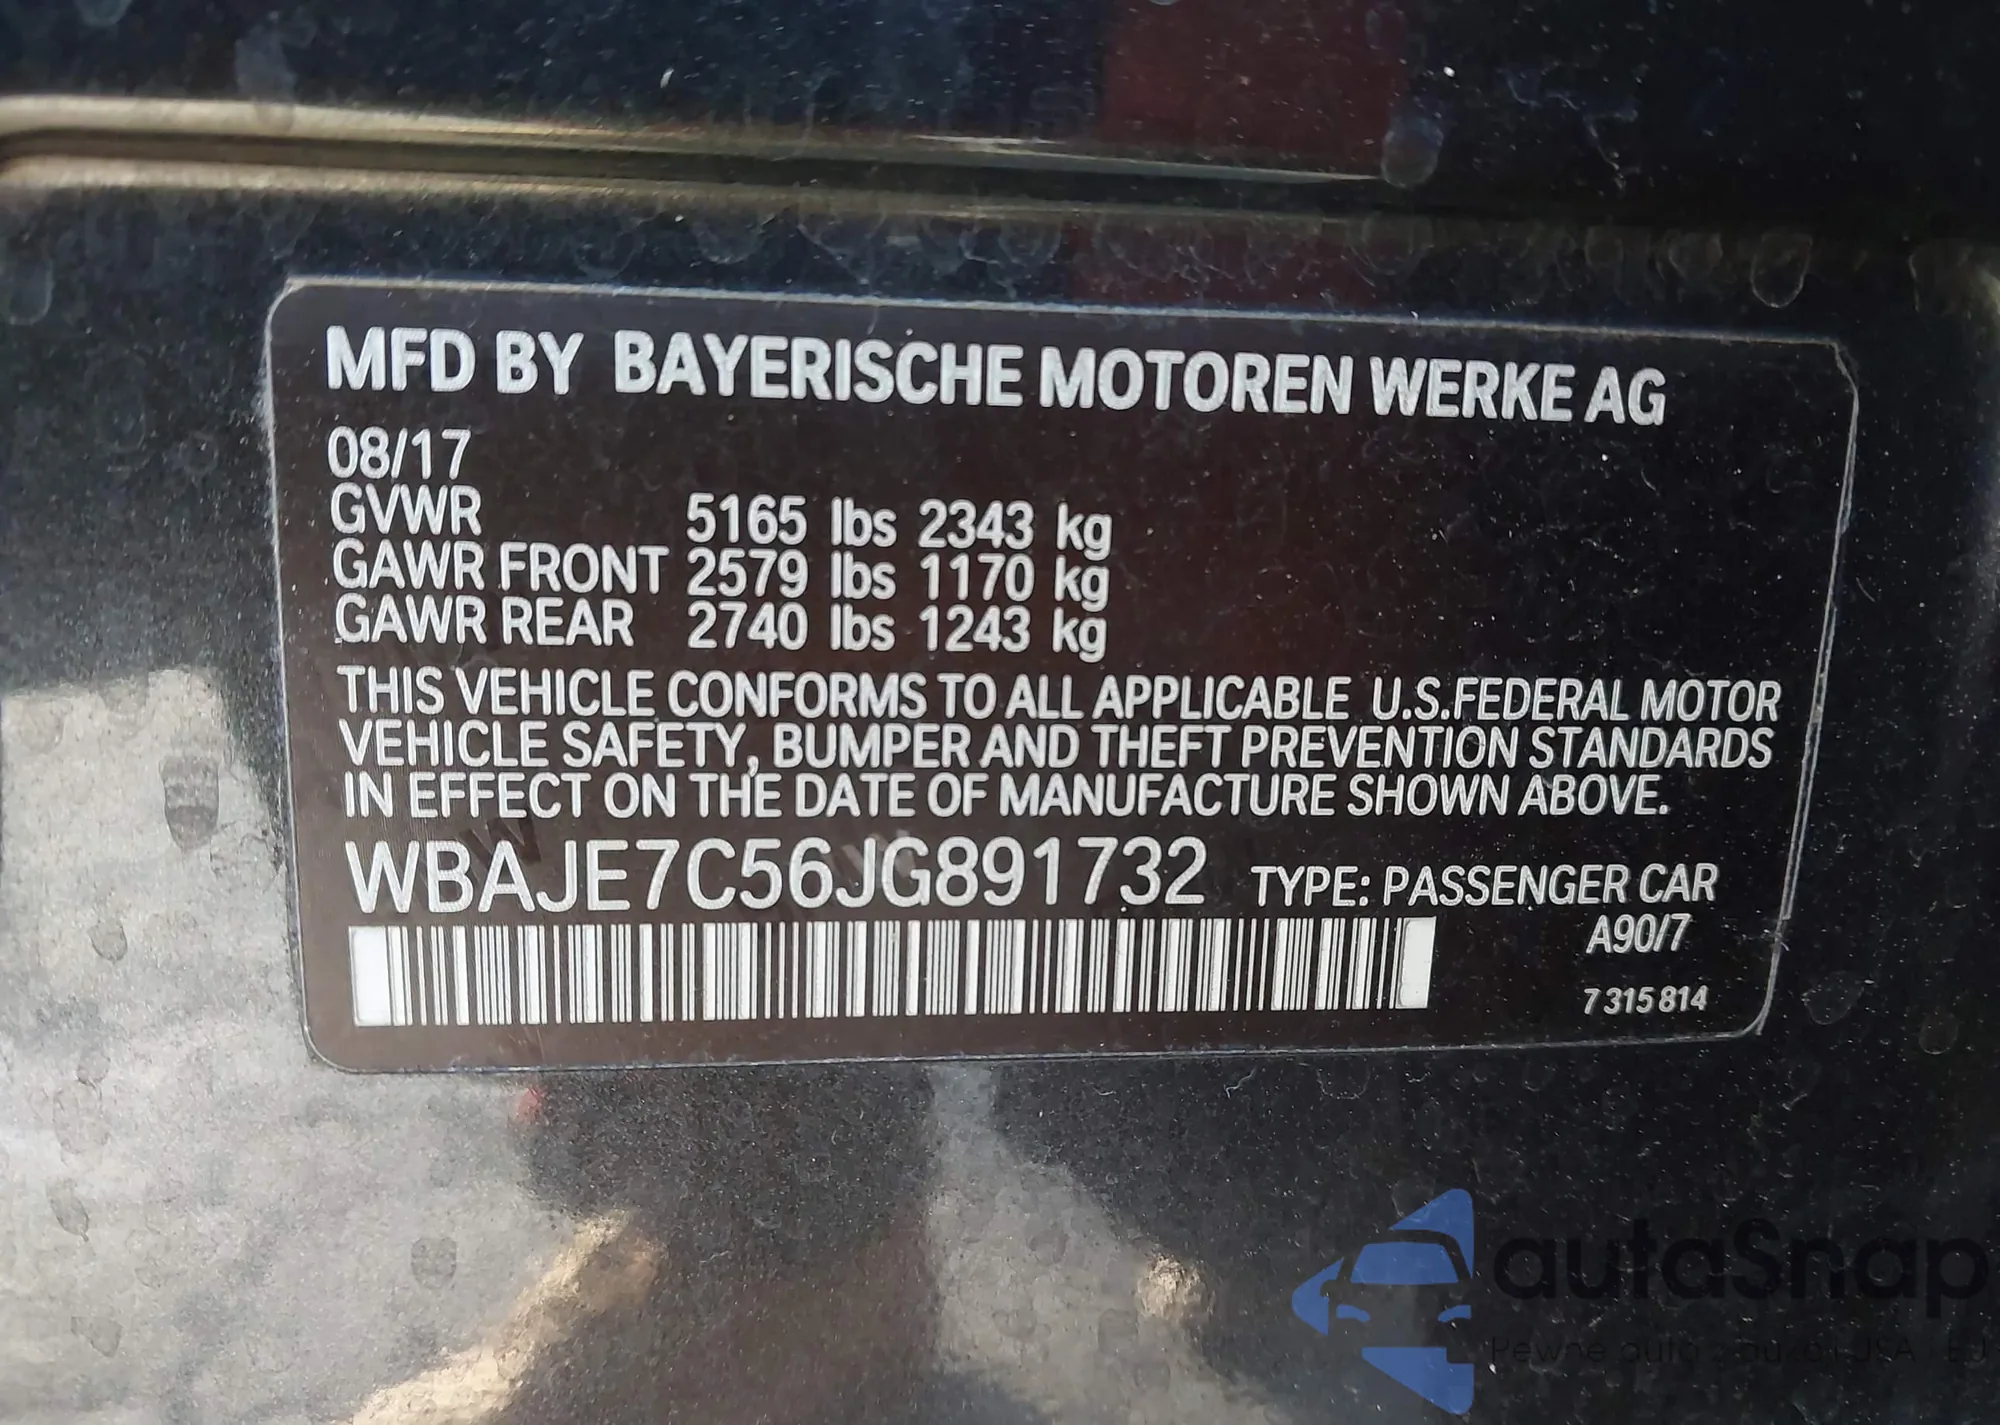 MFD BY BAYERISCHE MOTOREN WERKE AG
08/17
GVWR 5165 lbs 2343 kg
GAWR FRONT 2579 lbs 1170 kg
GAWR REAR 2740 lbs 1243 kg
THIS VEHICLE CONFORMS TO ALL APPLICABLE U.S.FEDERAL MOTOR
VEHICLE SAFETY, BUMPER AND THEFT PREVENTION STANDARDS
IN EFFECT ON THE DATE OF MANUFACTURE SHOWN ABOVE.
WBAJE7C56JG891732 TYPE: PASSENGER CAR
A90/7
7 315 814
autaSnap
Pewne auto